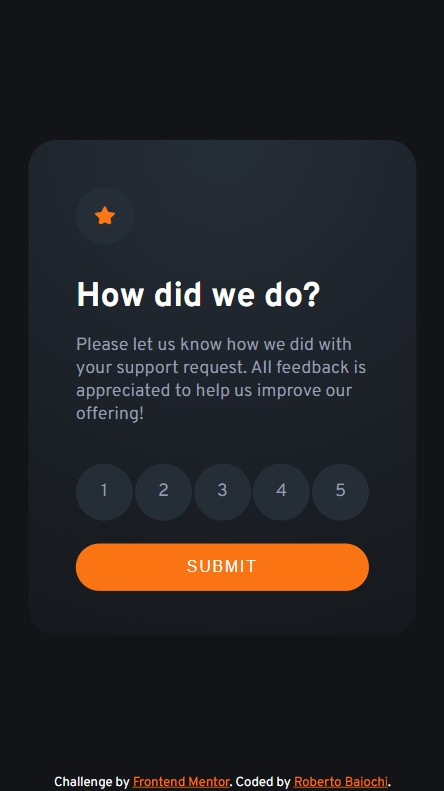 How did we do?
Please let us know how we did with
your support request. All feedback is
appreciated to help us improve our
offering!
1 2 3 4 5
SUBMIT
Challenge by Frontend Mentor. Coded by Roberto Baiochi.